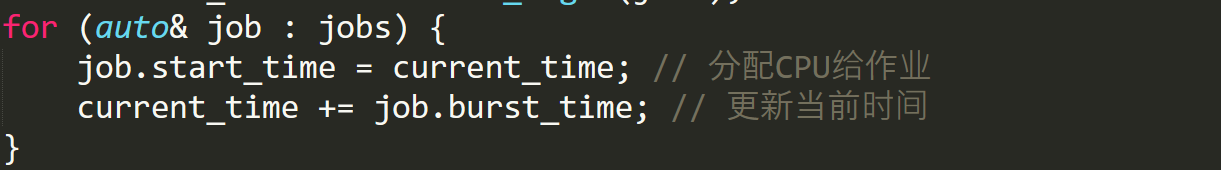 for (auto& job : jobs) {
    job.start_time = current_time; // 分配CPU给作业
    current_time += job.burst_time; // 更新当前时间
}